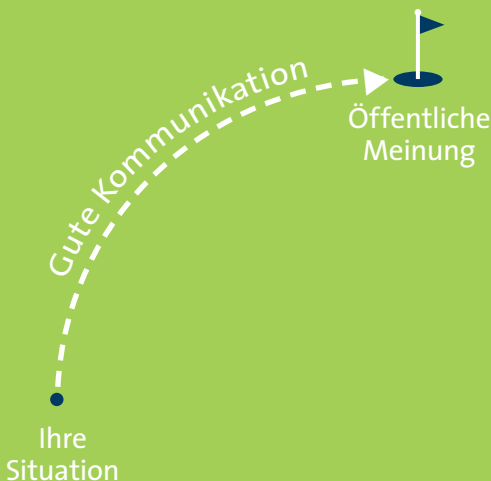 Gute Kommunikation
Öffentliche
Meinung
Ihre
Situation